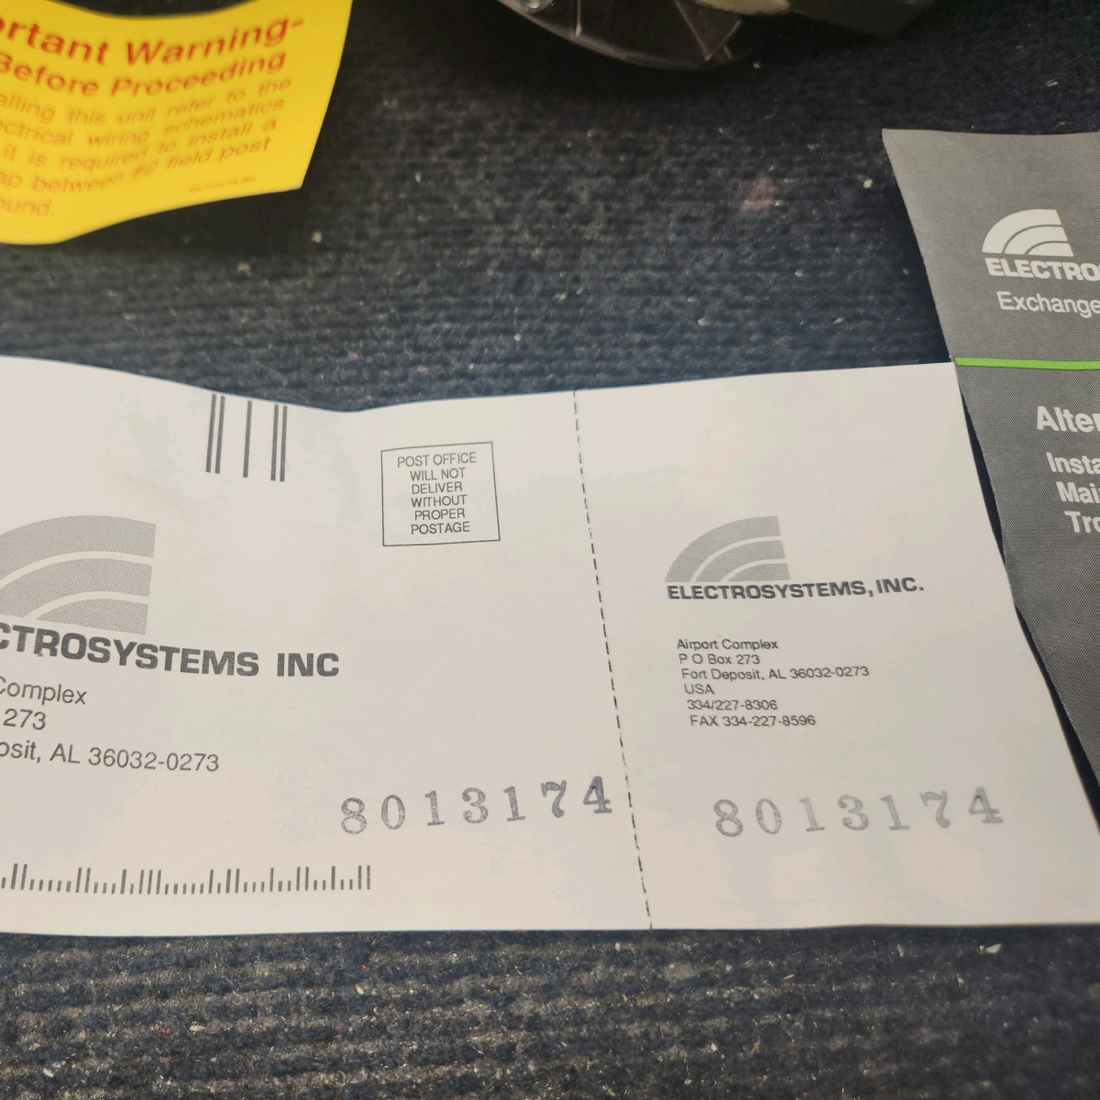 ortant Warning-
Before Proceeding
alling this unit refer to the
ectrical wiring schematics
it is required to install a
ap between #2 field post
ound.
ELECTRO
Exchange
Alter
Insta
Mai
Tro
POST OFFICE
WILL NOT
DELIVER
WITHOUT
PROPER
POSTAGE
CTROSYSTEMS INC
Complex
273
osit, AL 36032-0273
8013174
ELECTROSYSTEMS, INC.
Airport Complex
P O Box 273
Fort Deposit, AL 36032-0273
USA
334/227-8306
FAX 334-227-8596
8013174